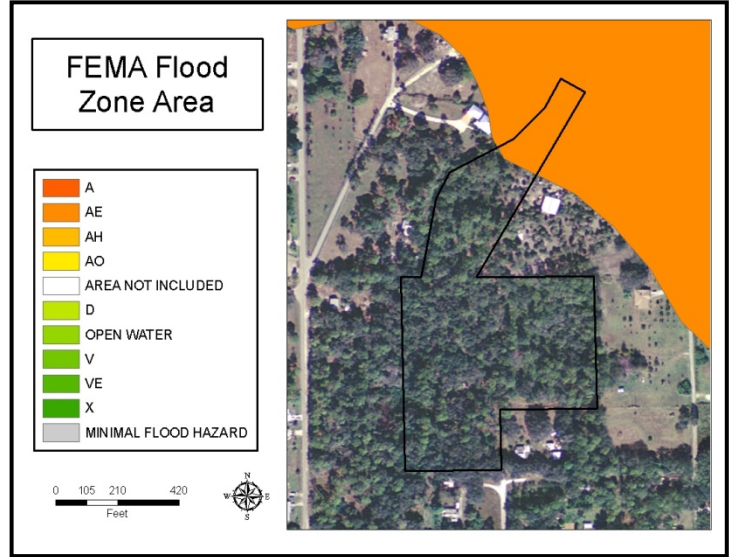 FEMA Flood
Zone Area
A
AE
AH
AO
AREA NOT INCLUDED
D
OPEN WATER
V
VE
X
MINIMAL FLOOD HAZARD
0 105 210 420
Feet
N
W E
S